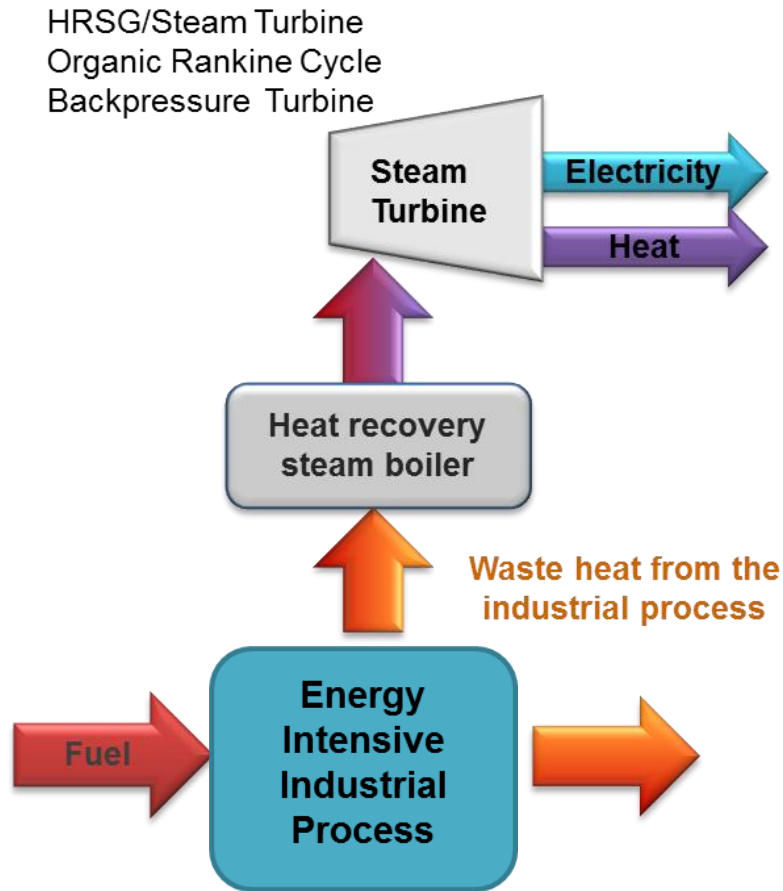 HRSG/Steam Turbine
Organic Rankine Cycle
Backpressure Turbine
Steam
Turbine
Electricity
Heat
Heat recovery
steam boiler
Waste heat from the
industrial process
Fuel
Energy
Intensive
Industrial
Process